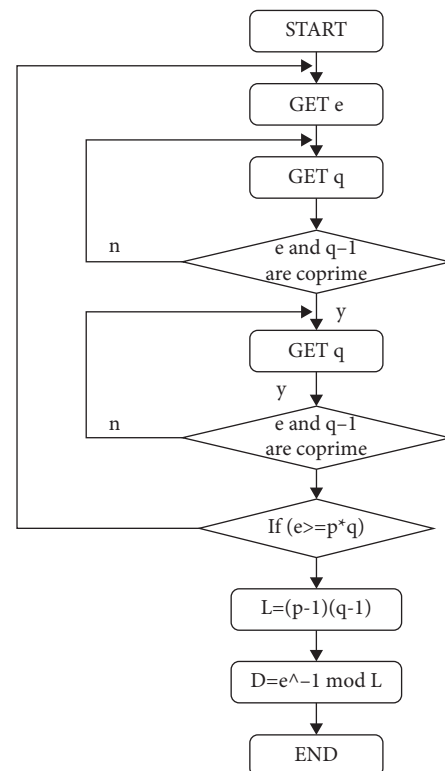 START
GET e
GET q
n
e and q–1
are coprime
y
GET q
y
n
e and q–1
are coprime
If (e>=p*q)
L=(p-1)(q-1)
D=e^–1 mod L
END